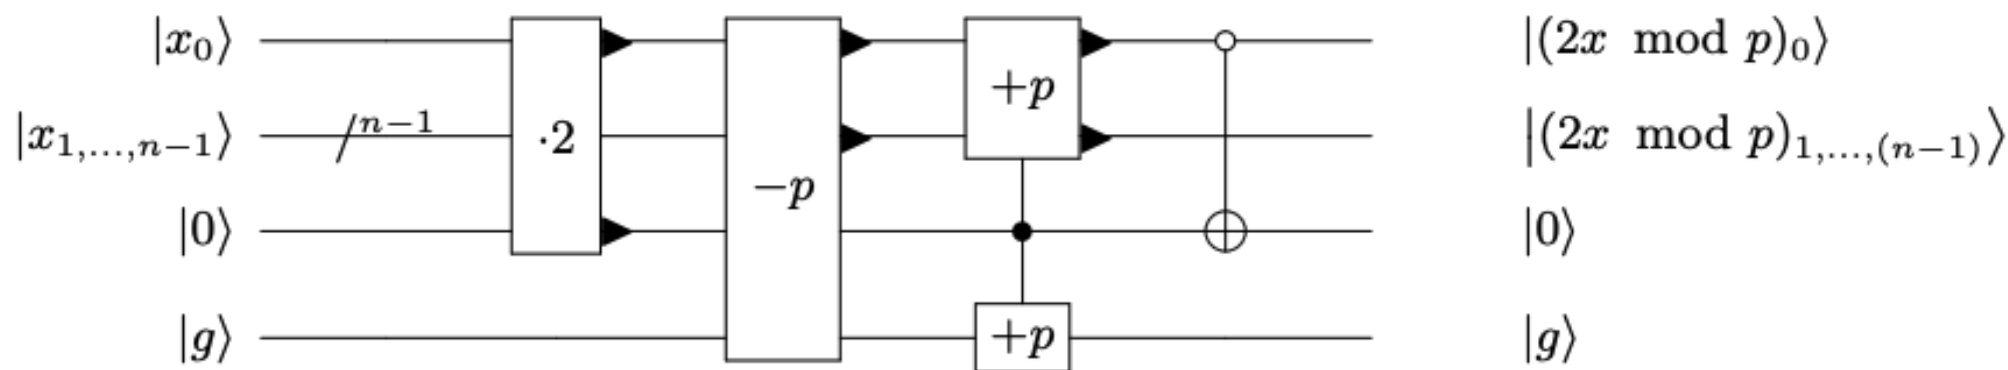 |x₀⟩ |(2x mod p)₀⟩
+p
|x₁,...,ₙ₋₁⟩ n−1 ·2 |(2x mod p)₁,...,₍ₙ₋₁₎⟩
−p
|0⟩ |0⟩
|g⟩ +p |g⟩